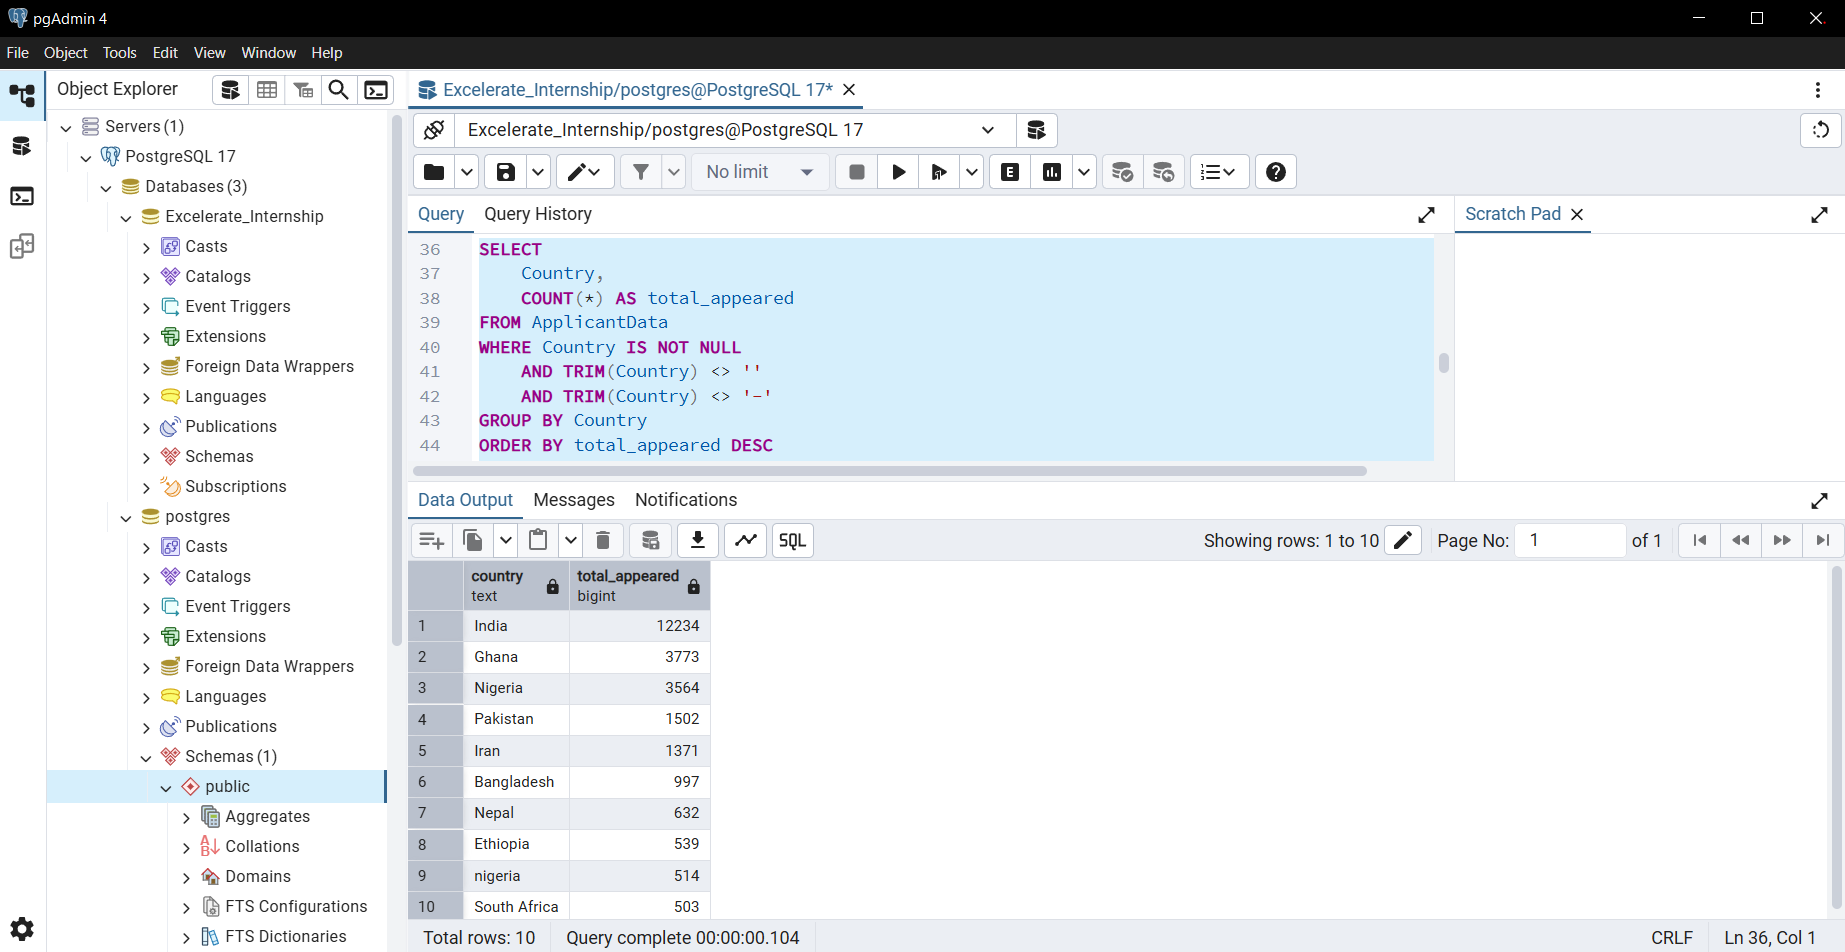 pgAdmin 4
File Object Tools Edit View Window Help
Object Explorer
Servers (1)
PostgreSQL 17
Databases (3)
Excelerate_Internship
Casts
Catalogs
Event Triggers
Extensions
Foreign Data Wrappers
Languages
Publications
Schemas
Subscriptions
postgres
Casts
Catalogs
Event Triggers
Extensions
Foreign Data Wrappers
Languages
Publications
Schemas (1)
public
Aggregates
Collations
Domains
FTS Configurations
FTS Dictionaries
Excelerate_Internship/postgres@PostgreSQL 17*
Excelerate_Internship/postgres@PostgreSQL 17
No limit
E
Query Query History
Scratch Pad
36 SELECT
37 Country,
38 COUNT(*) AS total_appeared
39 FROM ApplicantData
40 WHERE Country IS NOT NULL
41 AND TRIM(Country) <> ''
42 AND TRIM(Country) <> '-'
43 GROUP BY Country
44 ORDER BY total_appeared DESC
Data Output Messages Notifications
SQL Showing rows: 1 to 10 Page No: 1 of 1
country total_appeared
text bigint
1 India 12234
2 Ghana 3773
3 Nigeria 3564
4 Pakistan 1502
5 Iran 1371
6 Bangladesh 997
7 Nepal 632
8 Ethiopia 539
9 nigeria 514
10 South Africa 503
Total rows: 10 Query complete 00:00:00.104 CRLF Ln 36, Col 1